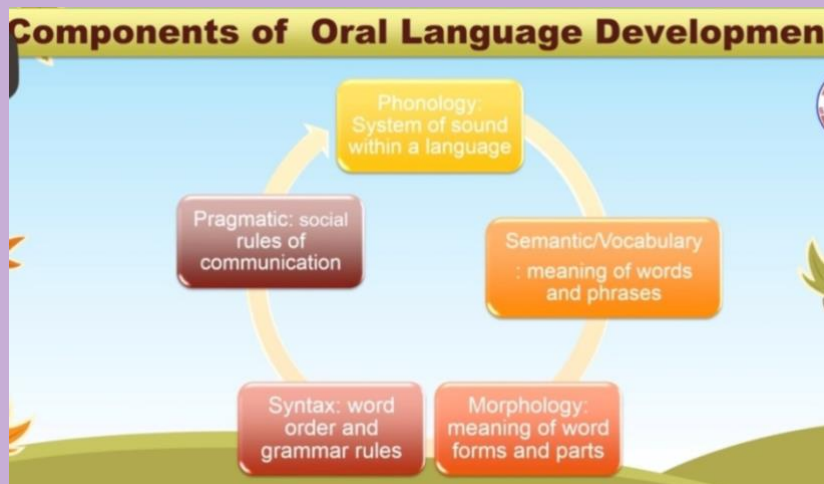 Components of Oral Language Developmen
Phonology:
System of sound
within a language
Semantic/Vocabulary
: meaning of words
and phrases
Morphology:
meaning of word
forms and parts
Syntax: word
order and
grammar rules
Pragmatic: social
rules of
communication